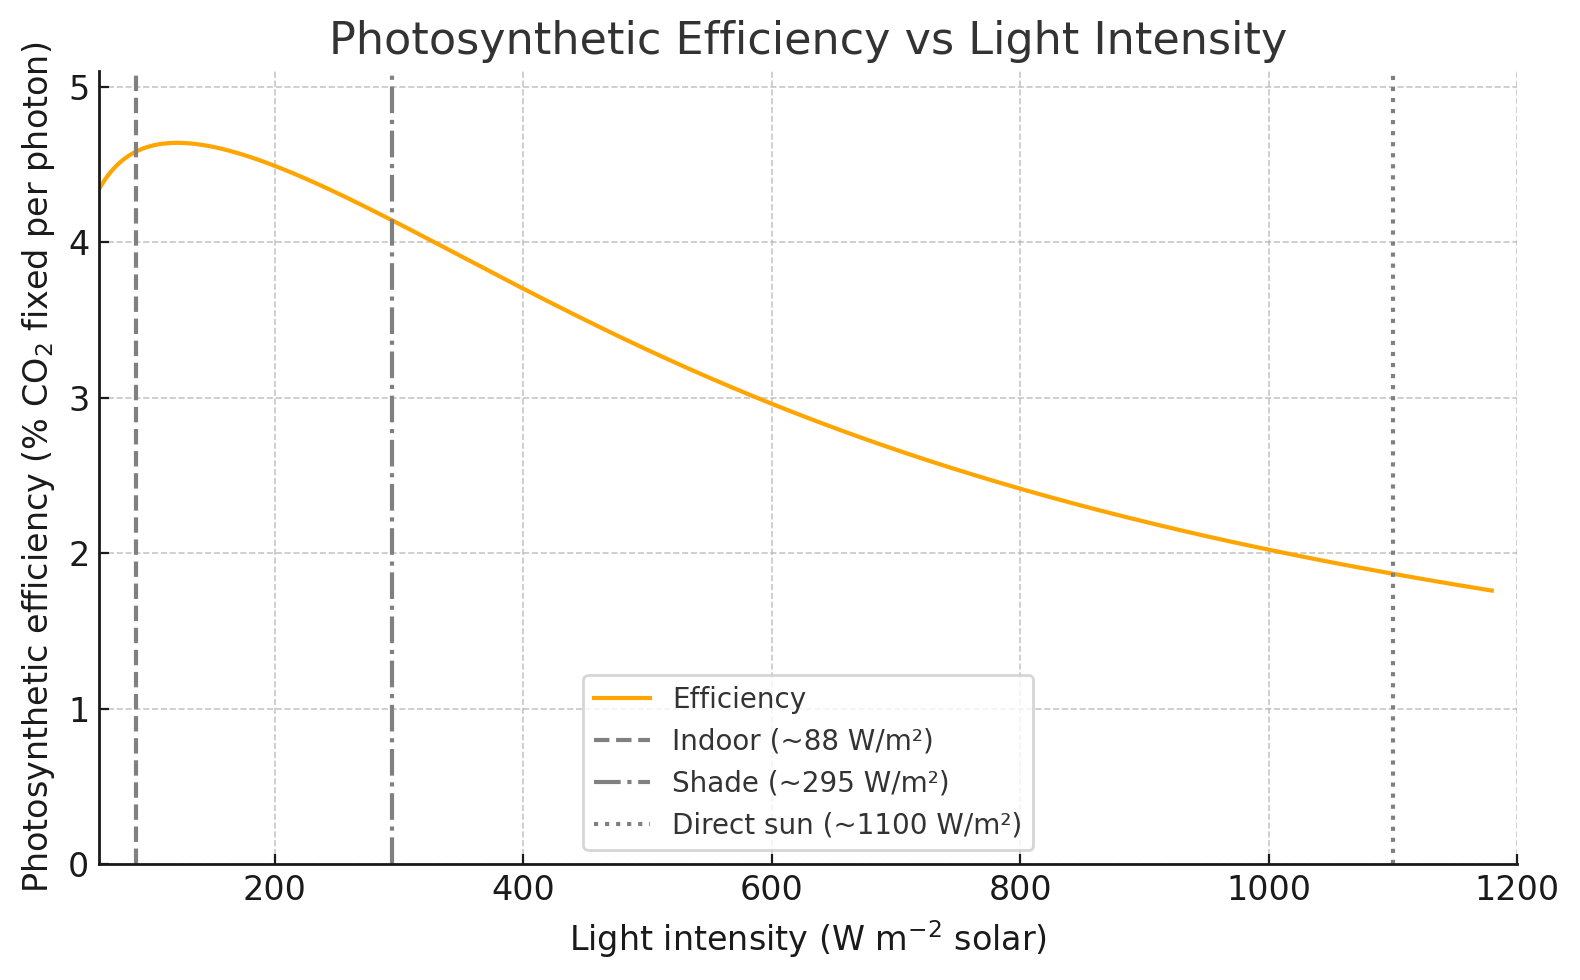 Photosynthetic Efficiency vs Light Intensity
Photosynthetic efficiency (% CO₂ fixed per photon)
5
4
3
2
1
0
200 400 600 800 1000 1200
Light intensity (W m⁻² solar)
Efficiency
Indoor (~88 W/m²)
Shade (~295 W/m²)
Direct sun (~1100 W/m²)